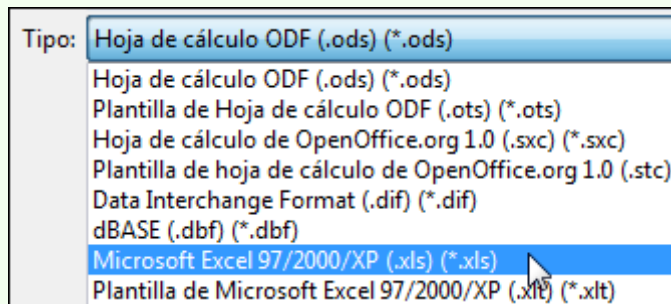 Tipo: Hoja de cálculo ODF (.ods) (*.ods)
Hoja de cálculo ODF (.ods) (*.ods)
Plantilla de Hoja de cálculo ODF (.ots) (*.ots)
Hoja de cálculo de OpenOffice.org 1.0 (.sxc) (*.sxc)
Plantilla de hoja de cálculo de OpenOffice.org 1.0 (.stc)
Data Interchange Format (.dif) (*.dif)
dBASE (.dbf) (*.dbf)
Microsoft Excel 97/2000/XP (.xls) (*.xls)
Plantilla de Microsoft Excel 97/2000/XP (.xlt) (*.xlt)